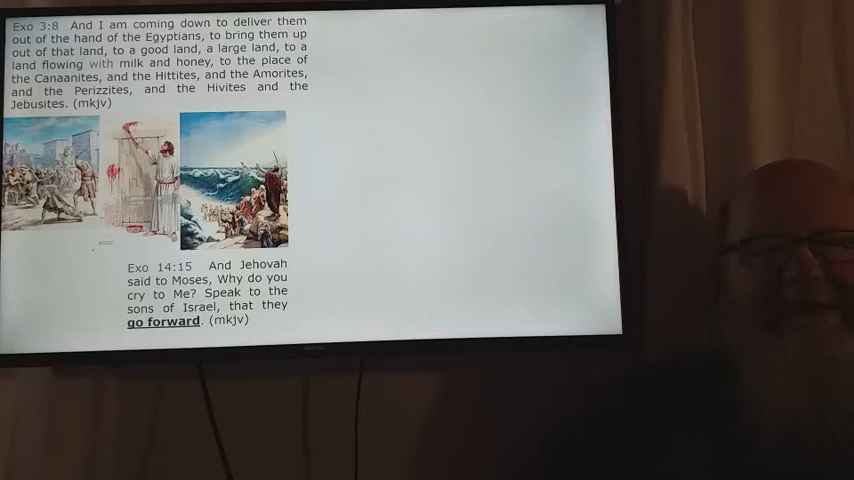 Exo 3:8 And I am coming down to deliver them
out of the hand of the Egyptians, to bring them up
out of that land, to a good land, a large land, to a
land flowing with milk and honey, to the place of
the Canaanites, and the Hittites, and the Amorites,
and the Perizzites, and the Hivites and the
Jebusites. (mkjv)
Exo 14:15 And Jehovah
said to Moses, Why do you
cry to Me? Speak to the
sons of Israel, that they
go forward. (mkjv)